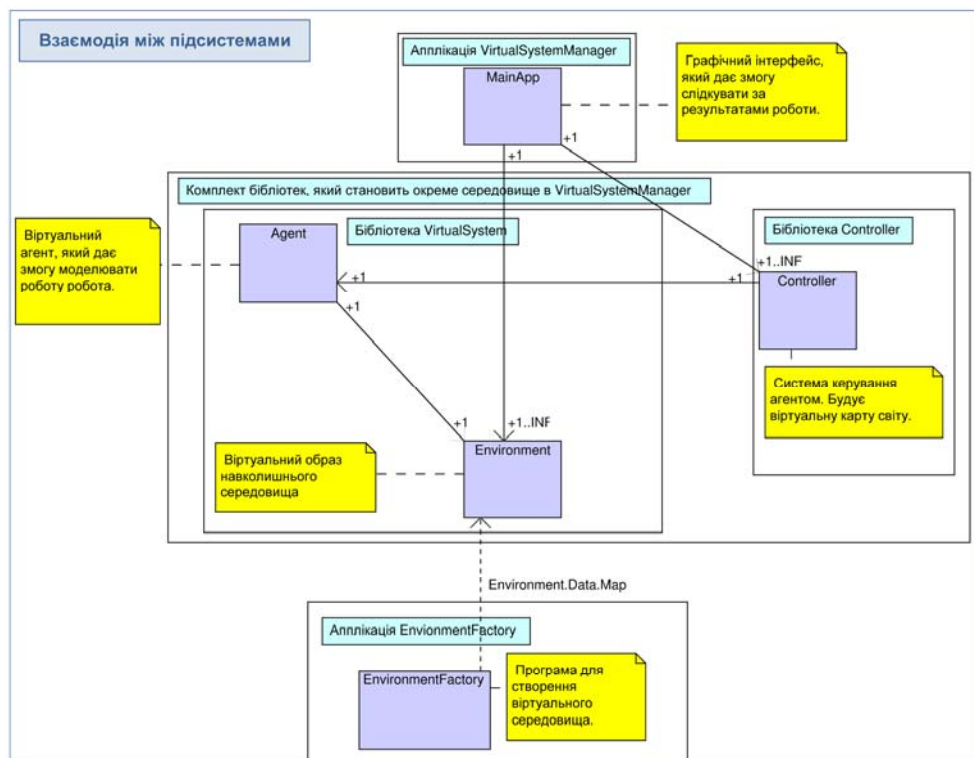 Взаємодія між підсистемами
Апплікація VirtualSystemManager
MainApp
Графічний інтерфейс,
який дає змогу
слідкувати за
результатами роботи.
+1
+1
Комплект бібліотек, який становить окреме середовище в VirtualSystemManager
Віртуальний
агент, який дає
змогу моделювати
роботу робота.
Agent
Бібліотека VirtualSystem
Бібліотека Controller
+1
+1
+1..INF
Controller
+1
Система керування
агентом. Будує
віртуальну карту світу.
+1
+1..INF
Віртуальний образ
навколишнього
середовища
Environment
Environment.Data.Map
Апплікація EnvionmentFactory
EnvironmentFactory
Програма для
створення
віртуального
середовища.